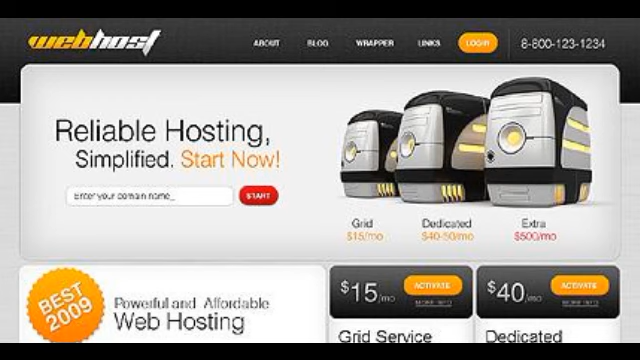 webhost
ABOUT BLOG WRAPPER LINKS LOGIN 8-800-123-1234
Reliable Hosting,
Simplified. Start Now!
Enter your domain name_ START
Grid Dedicated Extra
$15/mo $40-50/mo $500/mo
BEST 2009
Powerful and Affordable
Web Hosting
$15/mo ACTIVATE
MORE INFO
$40/mo ACTIVATE
MORE INFO
Grid Service Dedicated